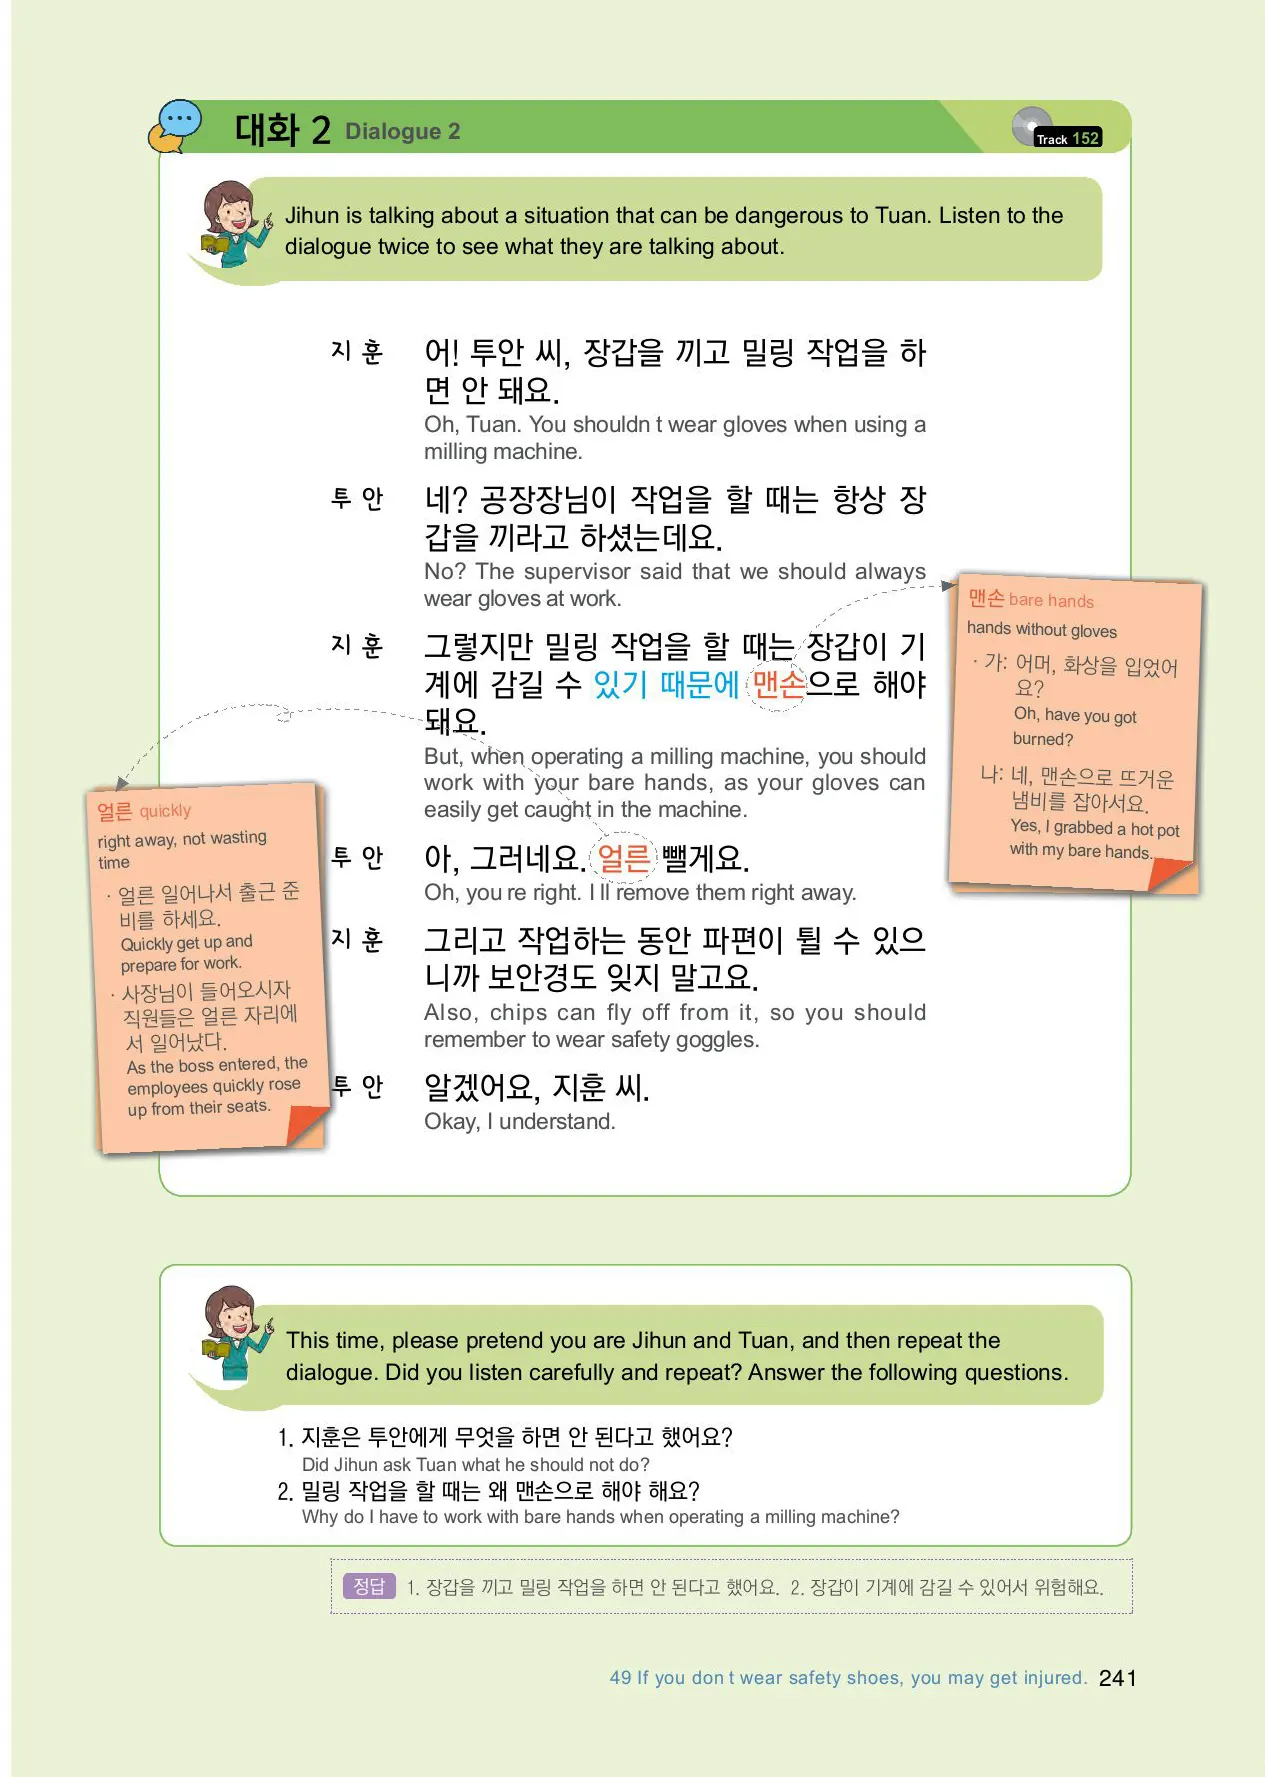 대화 2 Dialogue 2
Track 152
Jihun is talking about a situation that can be dangerous to Tuan. Listen to the
dialogue twice to see what they are talking about.
지 훈 어! 투안 씨, 장갑을 끼고 밀링 작업을 하
면 안 돼요.
Oh, Tuan. You shouldn t wear gloves when using a
milling machine.
투 안 네? 공장장님이 작업을 할 때는 항상 장
갑을 끼라고 하셨는데요.
No? The supervisor said that we should always
wear gloves at work.
지 훈 그렇지만 밀링 작업을 할 때는 장갑이 기
계에 감길 수 있기 때문에 맨손으로 해야
돼요.
But, when operating a milling machine, you should
work with your bare hands, as your gloves can
easily get caught in the machine.
투 안 아, 그러네요. 얼른 뺄게요.
Oh, you re right. I ll remove them right away.
지 훈 그리고 작업하는 동안 파편이 튈 수 있으
니까 보안경도 잊지 말고요.
Also, chips can fly off from it, so you should
remember to wear safety goggles.
투 안 알겠어요, 지훈 씨.
Okay, I understand.
맨손 bare hands
hands without gloves
· 가: 어머, 화상을 입었어
요?
Oh, have you got
burned?
나: 네, 맨손으로 뜨거운
냄비를 잡아서요.
Yes, I grabbed a hot pot
with my bare hands.
얼른 quickly
right away, not wasting
time
· 얼른 일어나서 출근 준
비를 하세요.
Quickly get up and
prepare for work.
· 사장님이 들어오시자
직원들은 얼른 자리에
서 일어났다.
As the boss entered, the
employees quickly rose
up from their seats.
This time, please pretend you are Jihun and Tuan, and then repeat the
dialogue. Did you listen carefully and repeat? Answer the following questions.
1. 지훈은 투안에게 무엇을 하면 안 된다고 했어요?
Did Jihun ask Tuan what he should not do?
2. 밀링 작업을 할 때는 왜 맨손으로 해야 해요?
Why do I have to work with bare hands when operating a milling machine?
정답 1. 장갑을 끼고 밀링 작업을 하면 안 된다고 했어요. 2. 장갑이 기계에 감길 수 있어서 위험해요.
49 If you don t wear safety shoes, you may get injured. 241